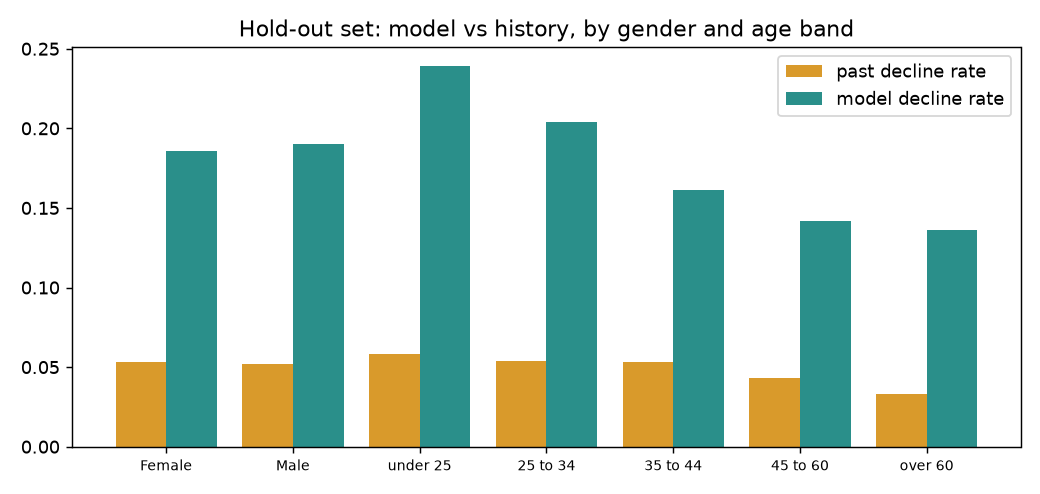 Hold-out set: model vs history, by gender and age band
0.25
0.20
0.15
0.10
0.05
0.00
past decline rate
model decline rate
Female
Male
under 25
25 to 34
35 to 44
45 to 60
over 60